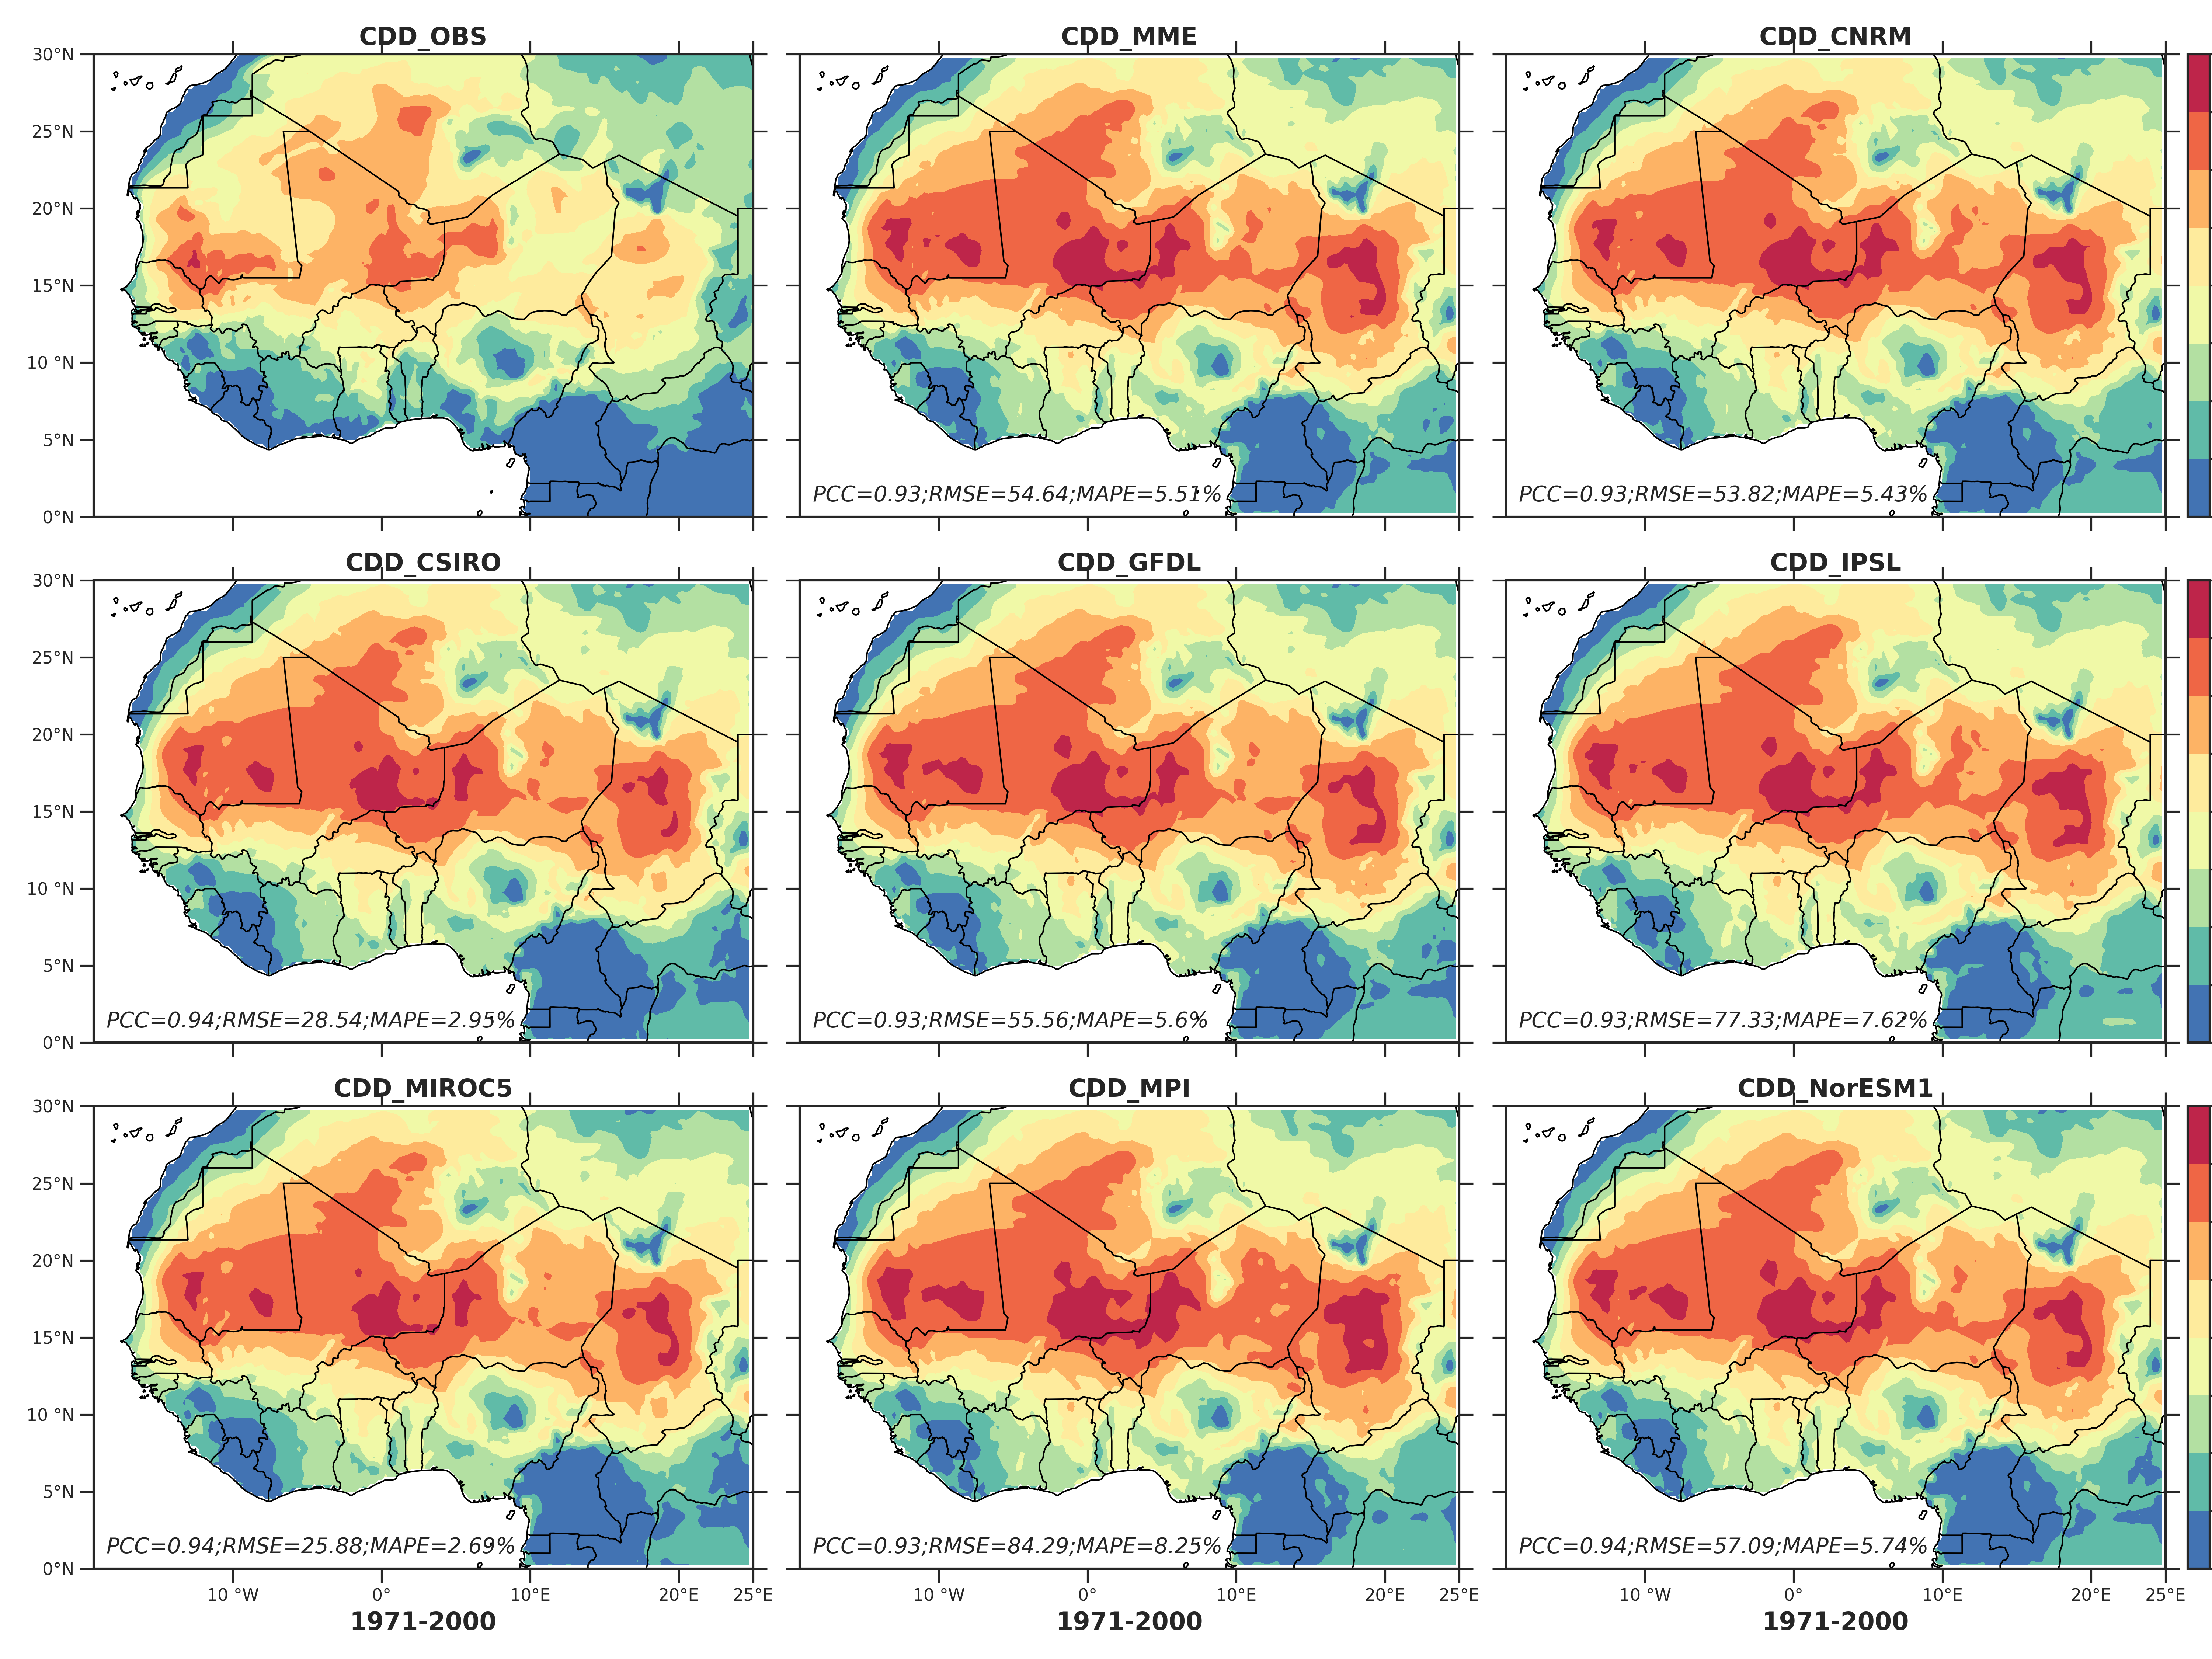 CDD_OBS CDD_MME CDD_CNRM
30°N
25°N
20°N
15°N
10 °N
5°N
0°N
PCC=0.93;RMSE=54.64;MAPE=5.51% PCC=0.93;RMSE=53.82;MAPE=5.43%
CDD_CSIRO CDD_GFDL CDD_IPSL
30°N
25°N
20°N
15°N
10 °N
5°N
0°N
PCC=0.94;RMSE=28.54;MAPE=2.95% PCC=0.93;RMSE=55.56;MAPE=5.6% PCC=0.93;RMSE=77.33;MAPE=7.62%
CDD_MIROC5 CDD_MPI CDD_NorESM1
30°N
25°N
20°N
15°N
10 °N
5°N
0°N
PCC=0.94;RMSE=25.88;MAPE=2.69% PCC=0.93;RMSE=84.29;MAPE=8.25% PCC=0.94;RMSE=57.09;MAPE=5.74%
10 °W 0° 10°E 20°E 25°E 10 °W 0° 10°E 20°E 25°E 10 °W 0° 10°E 20°E 25°E
1971-2000 1971-2000 1971-2000